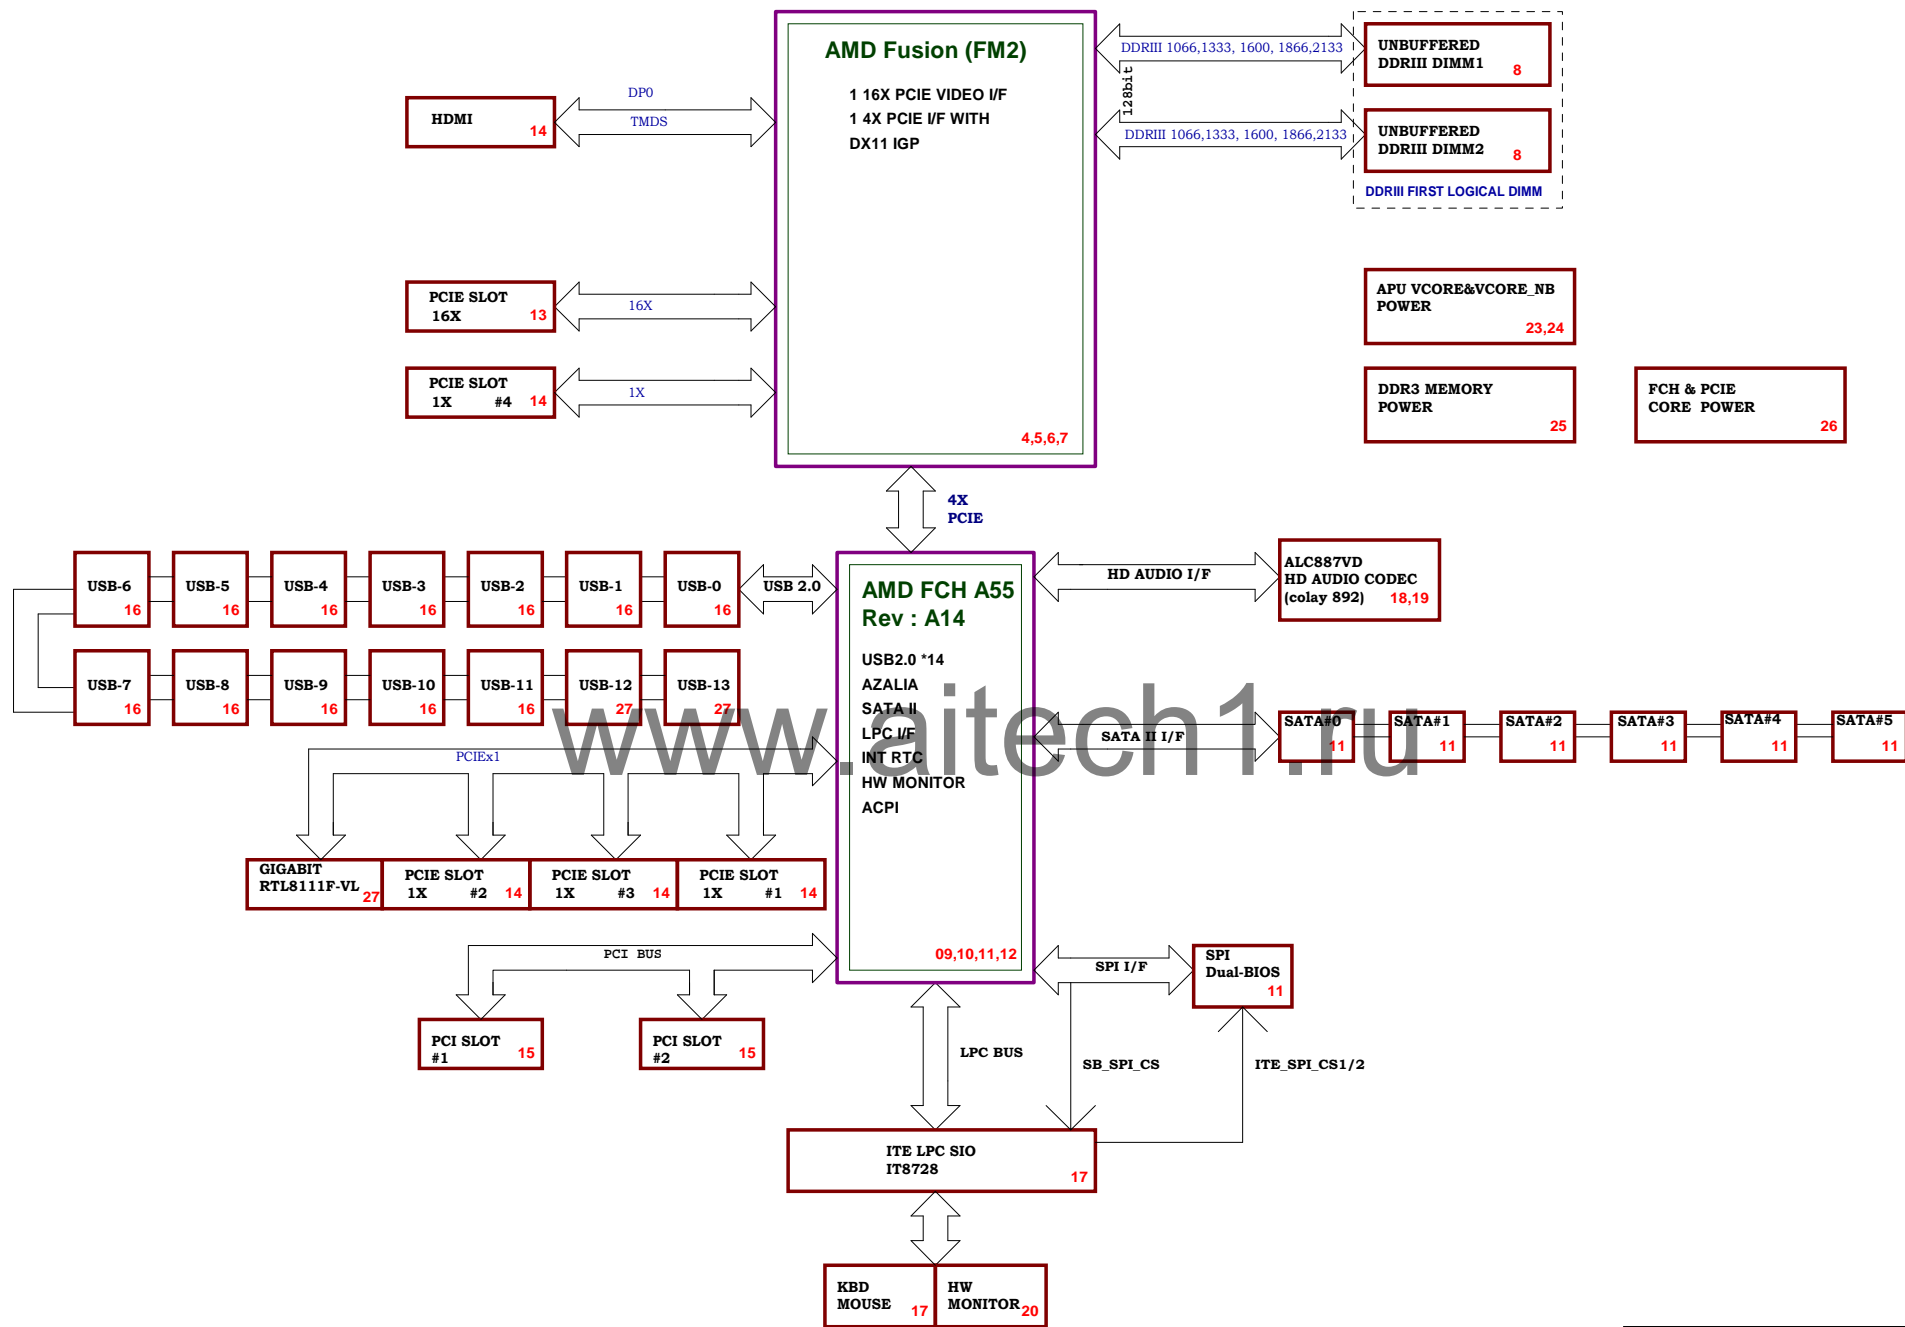 AMD Fusion (FM2)
1 16X PCIE VIDEO I/F
1 4X PCIE I/F WITH
DX11 IGP
4,5,6,7
DDRIII 1066,1333, 1600, 1866,2133
128bit
DDRIII 1066,1333, 1600, 1866,2133
UNBUFFERED
DDRIII DIMM1
8
UNBUFFERED
DDRIII DIMM2
8
DDRIII FIRST LOGICAL DIMM
HDMI
14
DP0
TMDS
PCIE SLOT
16X
13
16X
PCIE SLOT
1X #4
14
1X
APU VCORE&VCORE_NB
POWER
23,24
DDR3 MEMORY
POWER
25
FCH & PCIE
CORE POWER
26
4X
PCIE
USB-6
16
USB-5
16
USB-4
16
USB-3
16
USB-2
16
USB-1
16
USB-0
16
USB 2.0
USB-7
16
USB-8
16
USB-9
16
USB-10
16
USB-11
16
USB-12
27
USB-13
27
AMD FCH A55
Rev : A14
USB2.0 *14
AZALIA
SATA II
LPC I/F
INT RTC
HW MONITOR
ACPI
09,10,11,12
HD AUDIO I/F
ALC887VD
HD AUDIO CODEC
(colay 892)
18,19
SATA II I/F
SATA#0
11
SATA#1
11
SATA#2
11
SATA#3
11
SATA#4
11
SATA#5
11
www.aitech1.ru
PCIEx1
GIGABIT
RTL8111F-VL
27
PCIE SLOT
1X #2
14
PCIE SLOT
1X #3
14
PCIE SLOT
1X #1
14
PCI BUS
PCI SLOT
#1
15
PCI SLOT
#2
15
SPI I/F
SPI
Dual-BIOS
11
LPC BUS
SB_SPI_CS
ITE_SPI_CS1/2
ITE LPC SIO
IT8728
17
KBD
MOUSE
17
HW
MONITOR
20